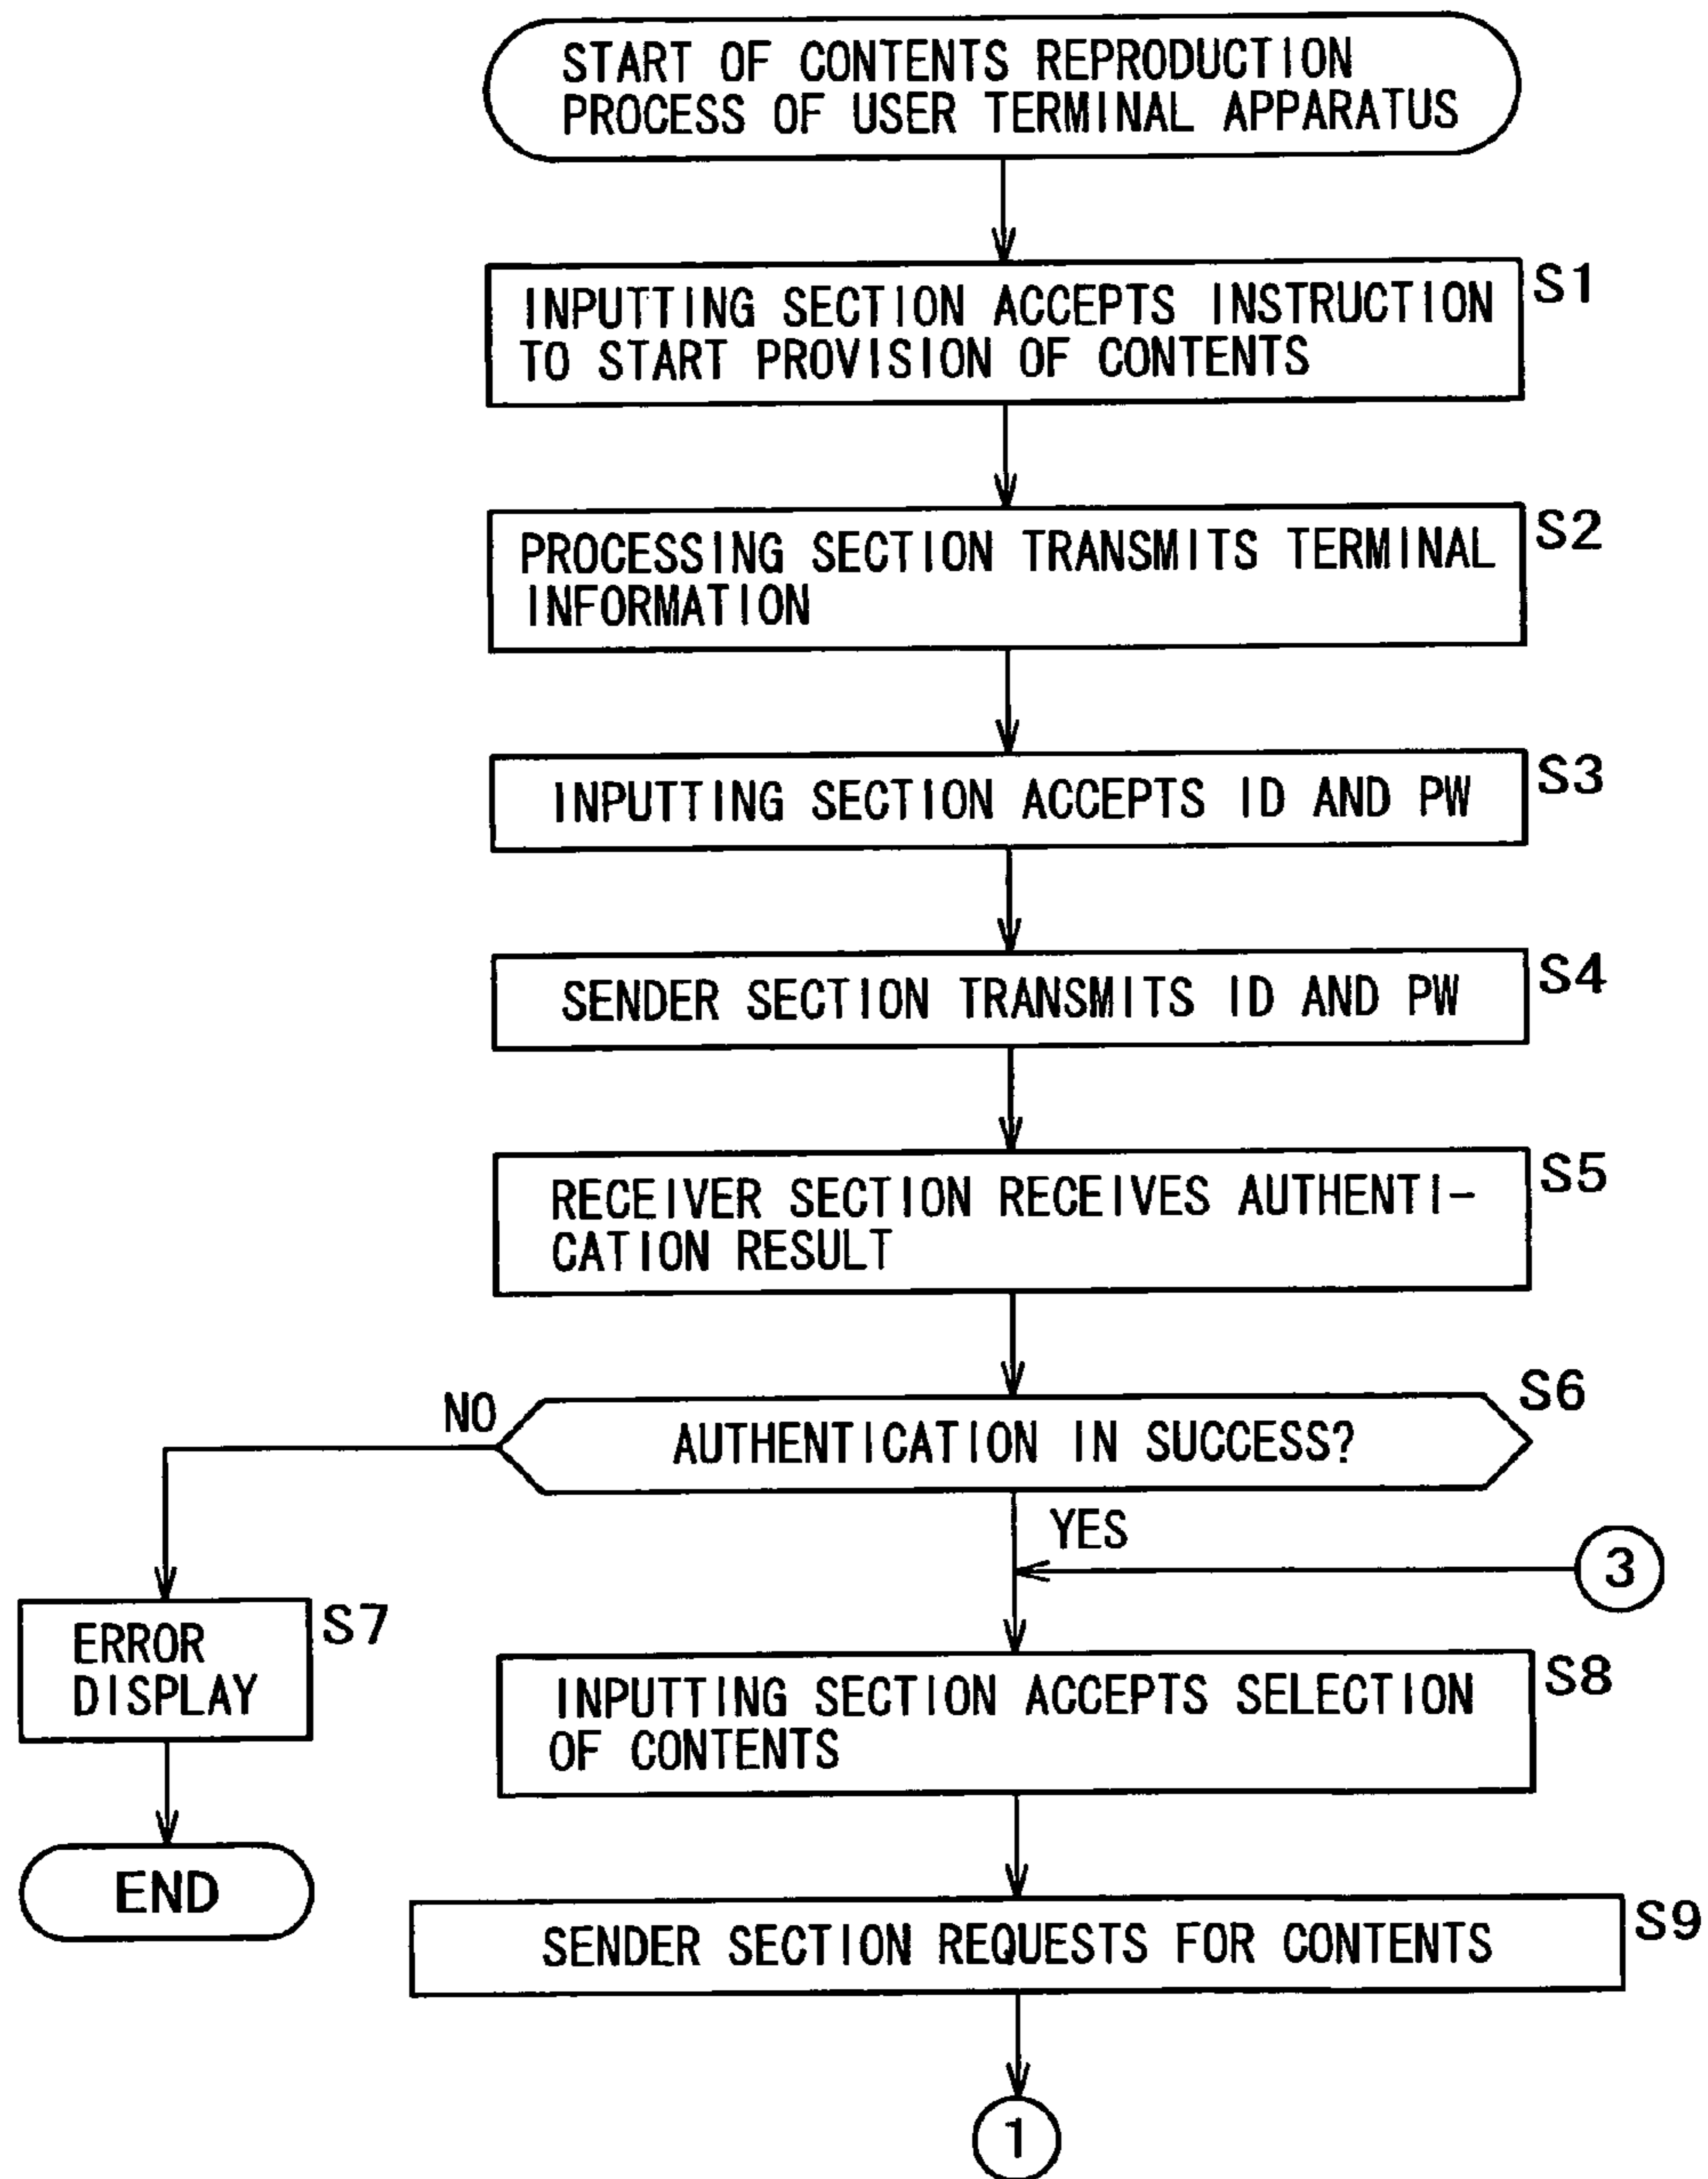 START OF CONTENTS REPRODUCTION
PROCESS OF USER TERMINAL APPARATUS
S1
INPUTTING SECTION ACCEPTS INSTRUCTION
TO START PROVISION OF CONTENTS
S2
PROCESSING SECTION TRANSMITS TERMINAL
INFORMATION
S3
INPUTTING SECTION ACCEPTS ID AND PW
S4
SENDER SECTION TRANSMITS ID AND PW
S5
RECEIVER SECTION RECEIVES AUTHENTI-
CATION RESULT
S6
NO
AUTHENTICATION IN SUCCESS?
YES
3
S7
ERROR
DISPLAY
END
S8
INPUTTING SECTION ACCEPTS SELECTION
OF CONTENTS
S9
SENDER SECTION REQUESTS FOR CONTENTS
1